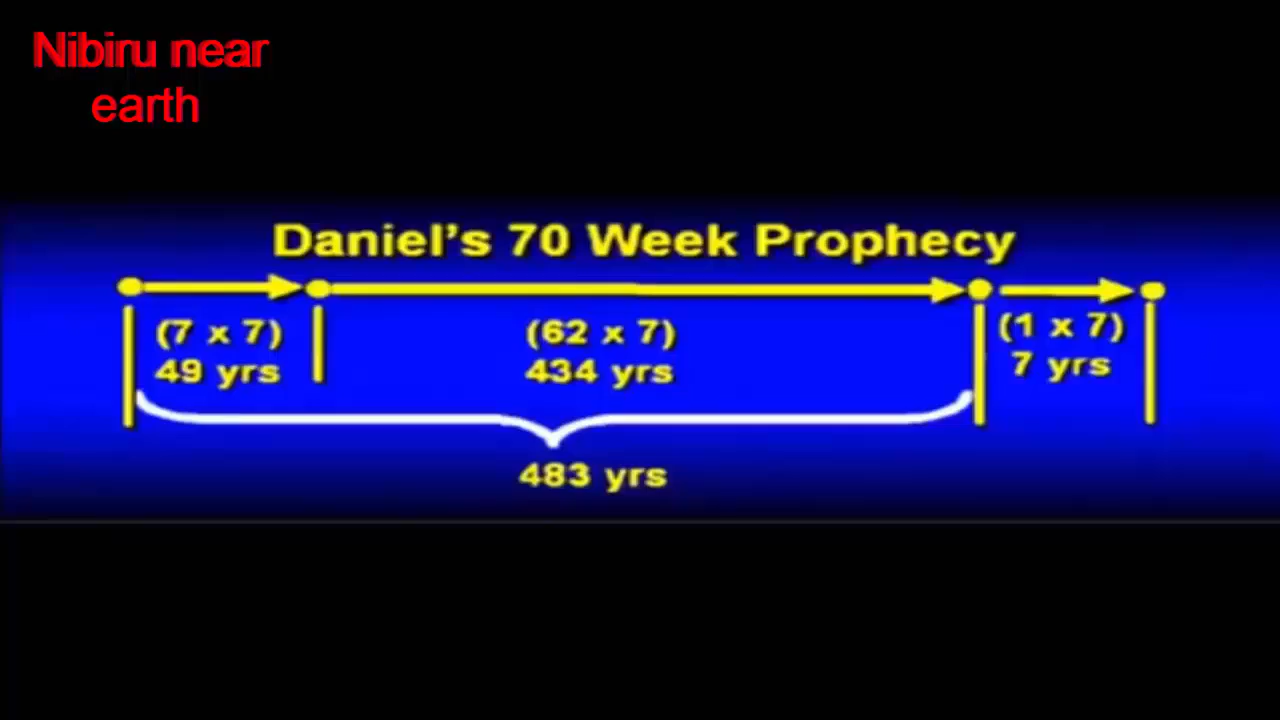 Nibiru near
earth
Daniel's 70 Week Prophecy
(7 x 7)
49 yrs
(62 x 7)
434 yrs
(1 x 7)
7 yrs
483 yrs